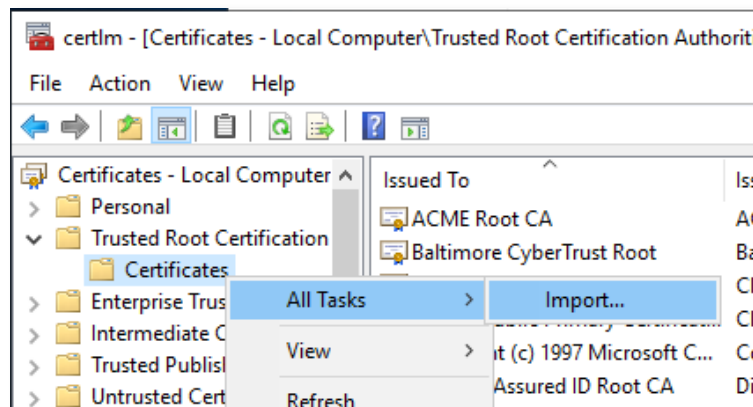 certlm - [Certificates - Local Computer\Trusted Root Certification Authorit
File Action View Help
Certificates - Local Computer
Issued To
Personal
ACME Root CA
Trusted Root Certification
Baltimore CyberTrust Root
Certificates
All Tasks
Import...
Enterprise Trus
Intermediate C
View
(c) 1997 Microsoft C...
Trusted Publis
Assured ID Root CA
Untrusted Cert
Refresh